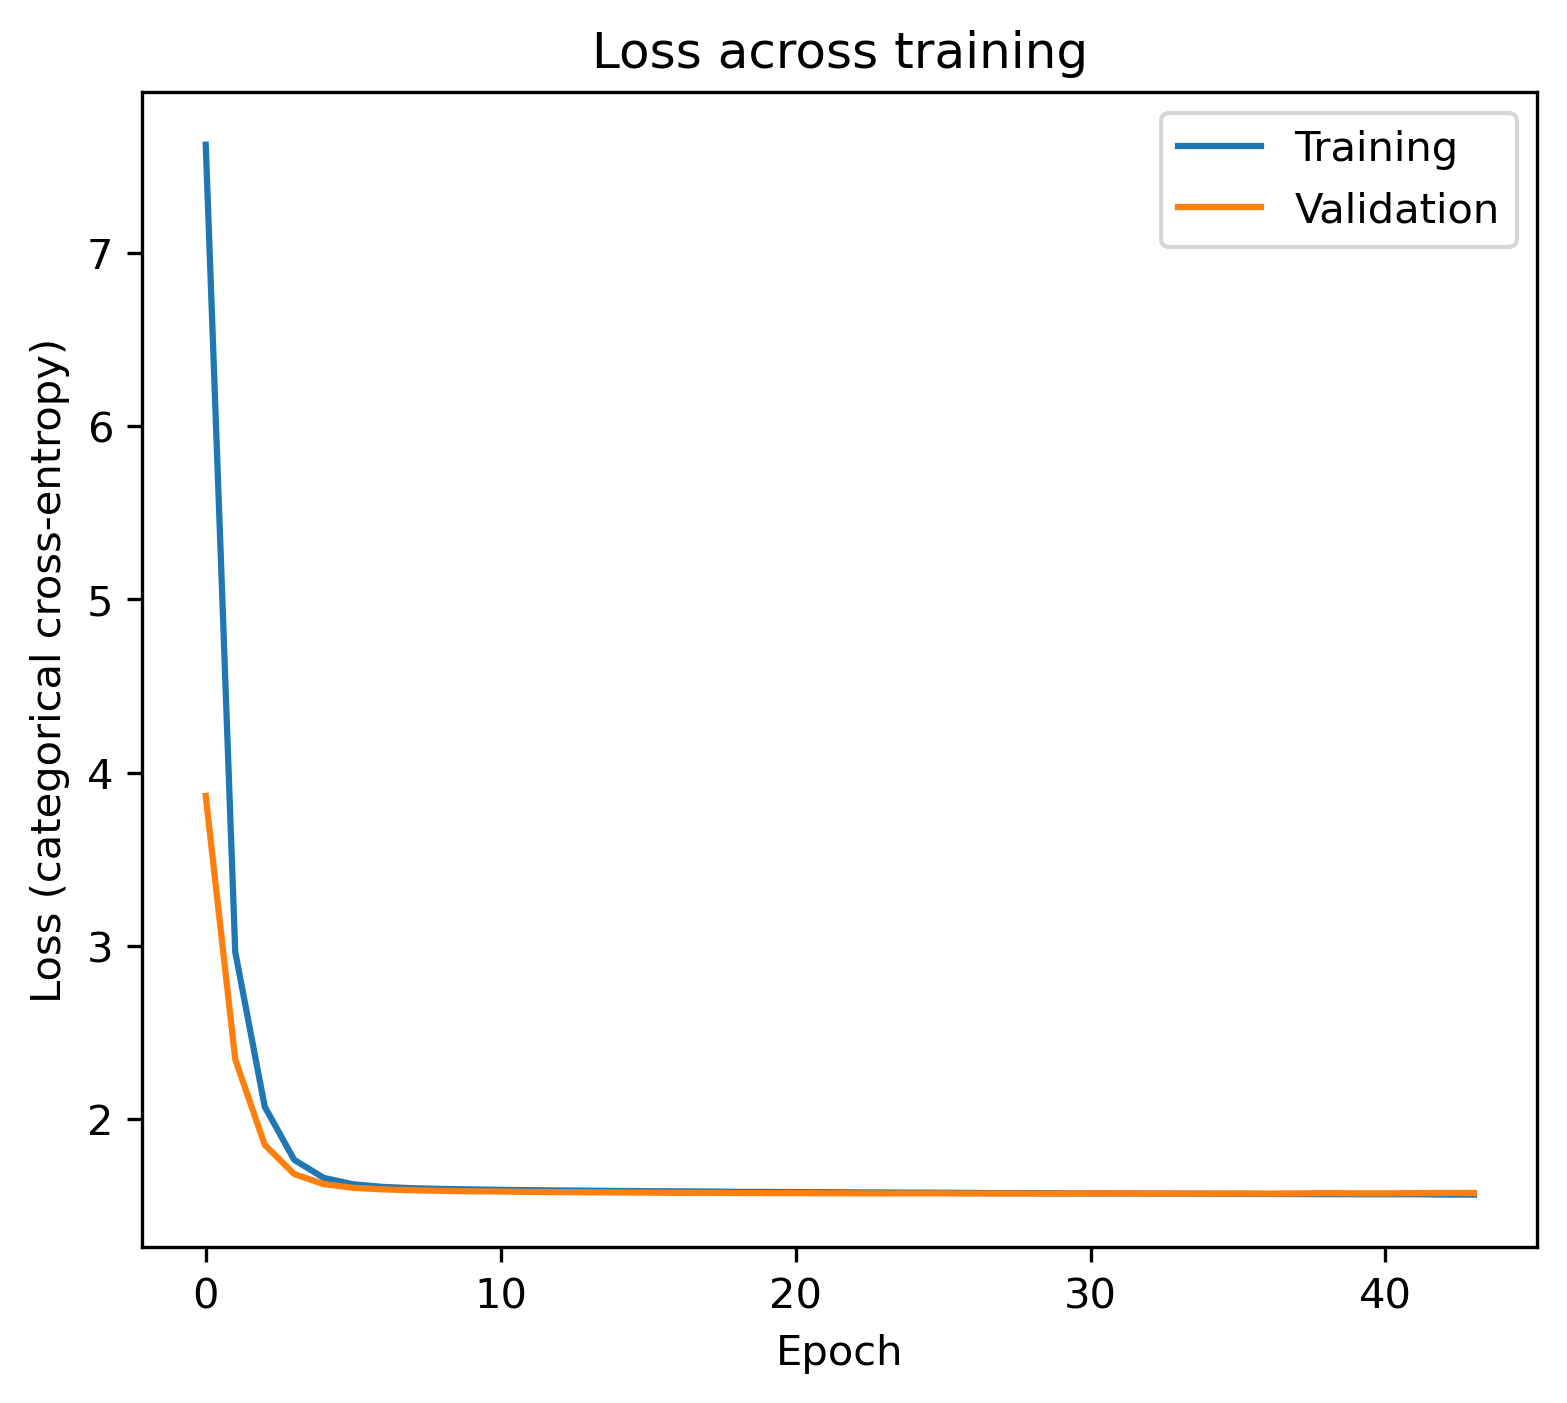 Loss across training
Training
Validation
Loss (categorical cross-entropy)
7
6
5
4
3
2
0 10 20 30 40
Epoch